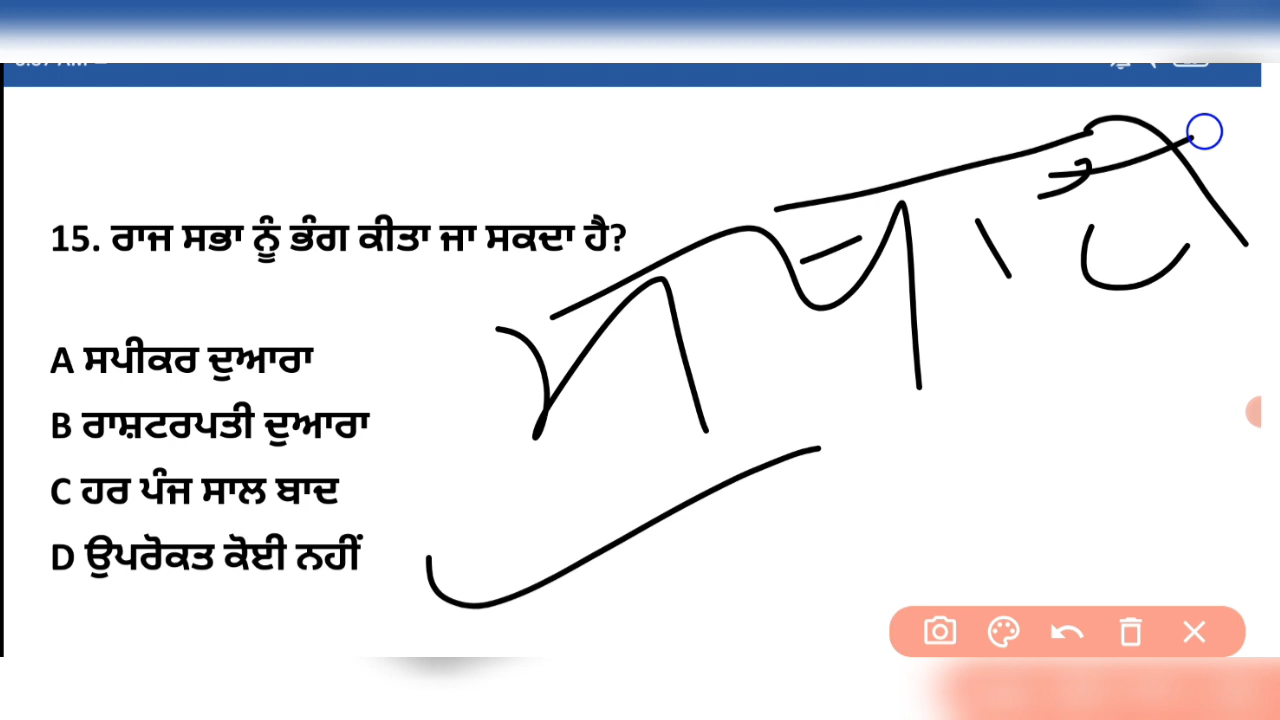 15. ਰਾਜ ਸਭਾ ਨੂੰ ਭੰਗ ਕੀਤਾ ਜਾ ਸਕਦਾ ਹੈ?
A ਸਪੀਕਰ ਦੁਆਰਾ
B ਰਾਸ਼ਟਰਪਤੀ ਦੁਆਰਾ
C ਹਰ ਪੰਜ ਸਾਲ ਬਾਦ
D ਉਪਰੋਕਤ ਕੋਈ ਨਹੀਂ